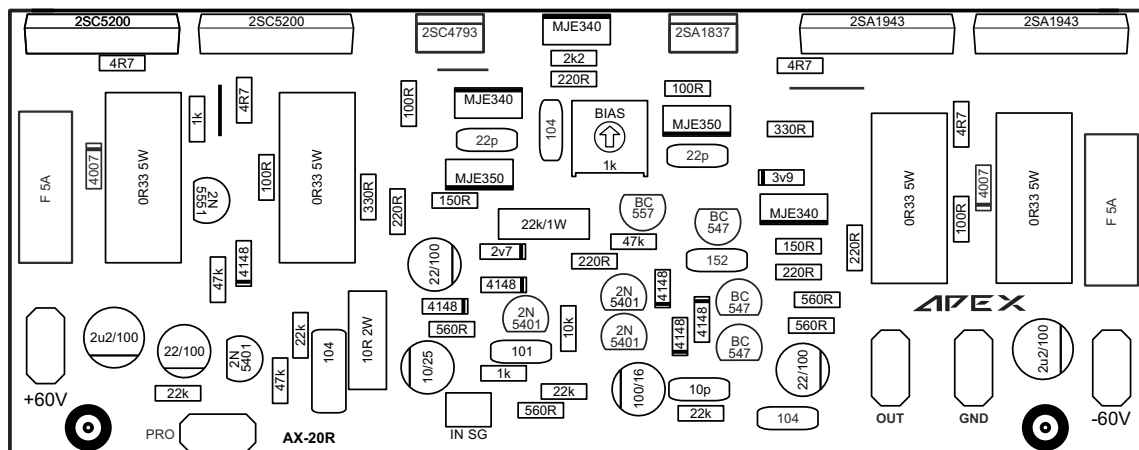 2SC5200
2SC5200
2SC4793
MJE340
2SA1837
2SA1943
2SA1943
4R7
2k2
220R
4R7
100R
4R7
1k
100R
MJE340
104
BIAS
1k
MJE350
330R
4R7
22p
22p
F 5A
4007
0R33 5W
0R33 5W
100R
330R
220R
MJE350
150R
3v9
MJE340
0R33 5W
0R33 5W
4007
100R
F 5A
2N
5551
22k/1W
BC
557
BC
547
47k
150R
220R
220R
47k
4148
22/100
2v7
220R
152
220R
4148
4148
560R
2N
5401
10k
2N
5401
2N
5401
4148
4148
4148
BC
547
BC
547
560R
560R
APEX
2u2/100
22/100
2N
5401
22k
47k
104
10R 2W
10/25
101
1k
22k
560R
100/16
10p
22k
22/100
104
2u2/100
+60V
22k
PRO
AX-20R
IN SG
OUT
GND
-60V